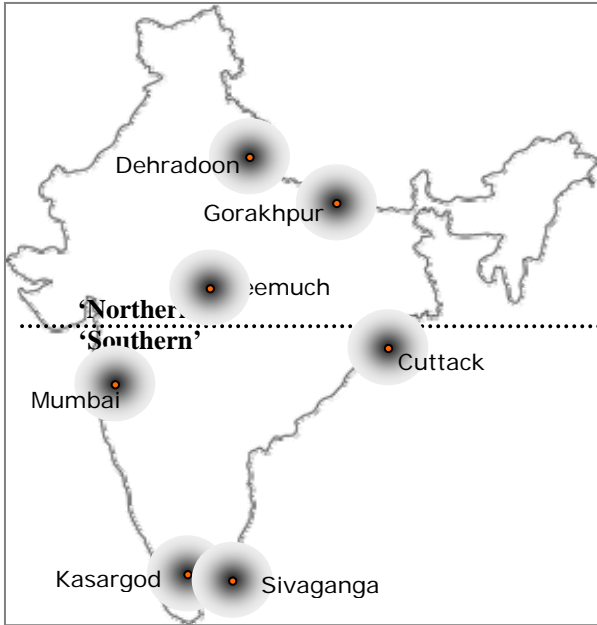 Dehradoon
Gorakhpur
eemuch
‘Northern
‘Southern’
Cuttack
Mumbai
Kasargod
Sivaganga